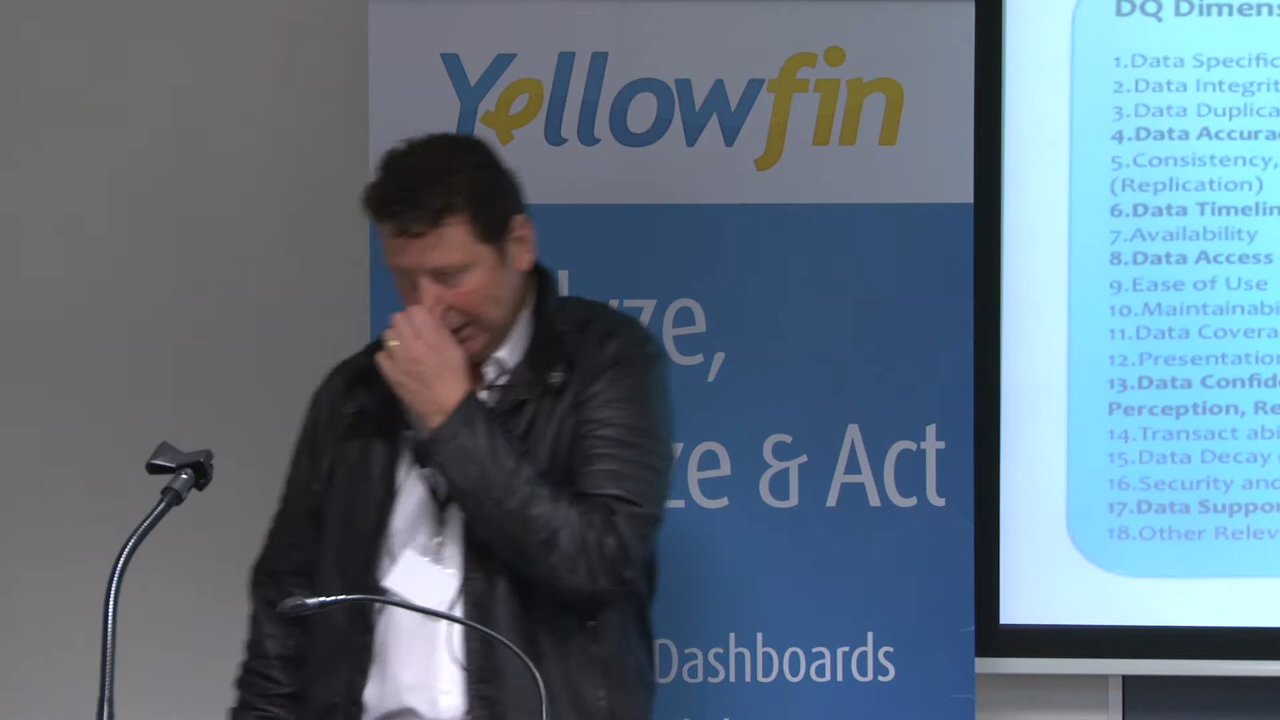 Yellowfin
yze,
ze & Act
Dashboards
DQ Dimens
1.Data Specific
2.Data Integrit
3.Data Duplica
4.Data Accura
5.Consistency,
(Replication)
6.Data Timelin
7.Availability
8.Data Access
9.Ease of Use
10.Maintainabi
11.Data Covera
12.Presentatio
13.Data Confid
Perception, Re
14.Transact abi
15.Data Decay
16.Security and
17.Data Suppo
18.Other Relev